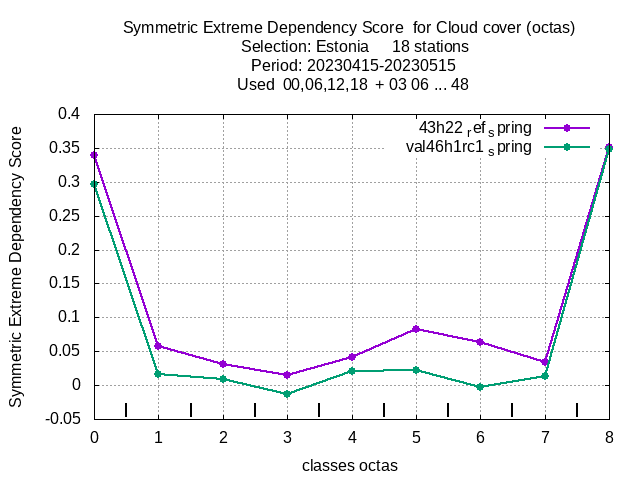 Symmetric Extreme Dependency Score  for Cloud cover (octas)
Selection: Estonia     18 stations
Period: 20230415-20230515
Used  00,06,12,18  + 03 06 ... 48
43h22 ref spring
val46h1rc1 spring
Symmetric Extreme Dependency Score
0.4
0.35
0.3
0.25
0.2
0.15
0.1
0.05
0
-0.05
0 1 2 3 4 5 6 7 8
classes octas